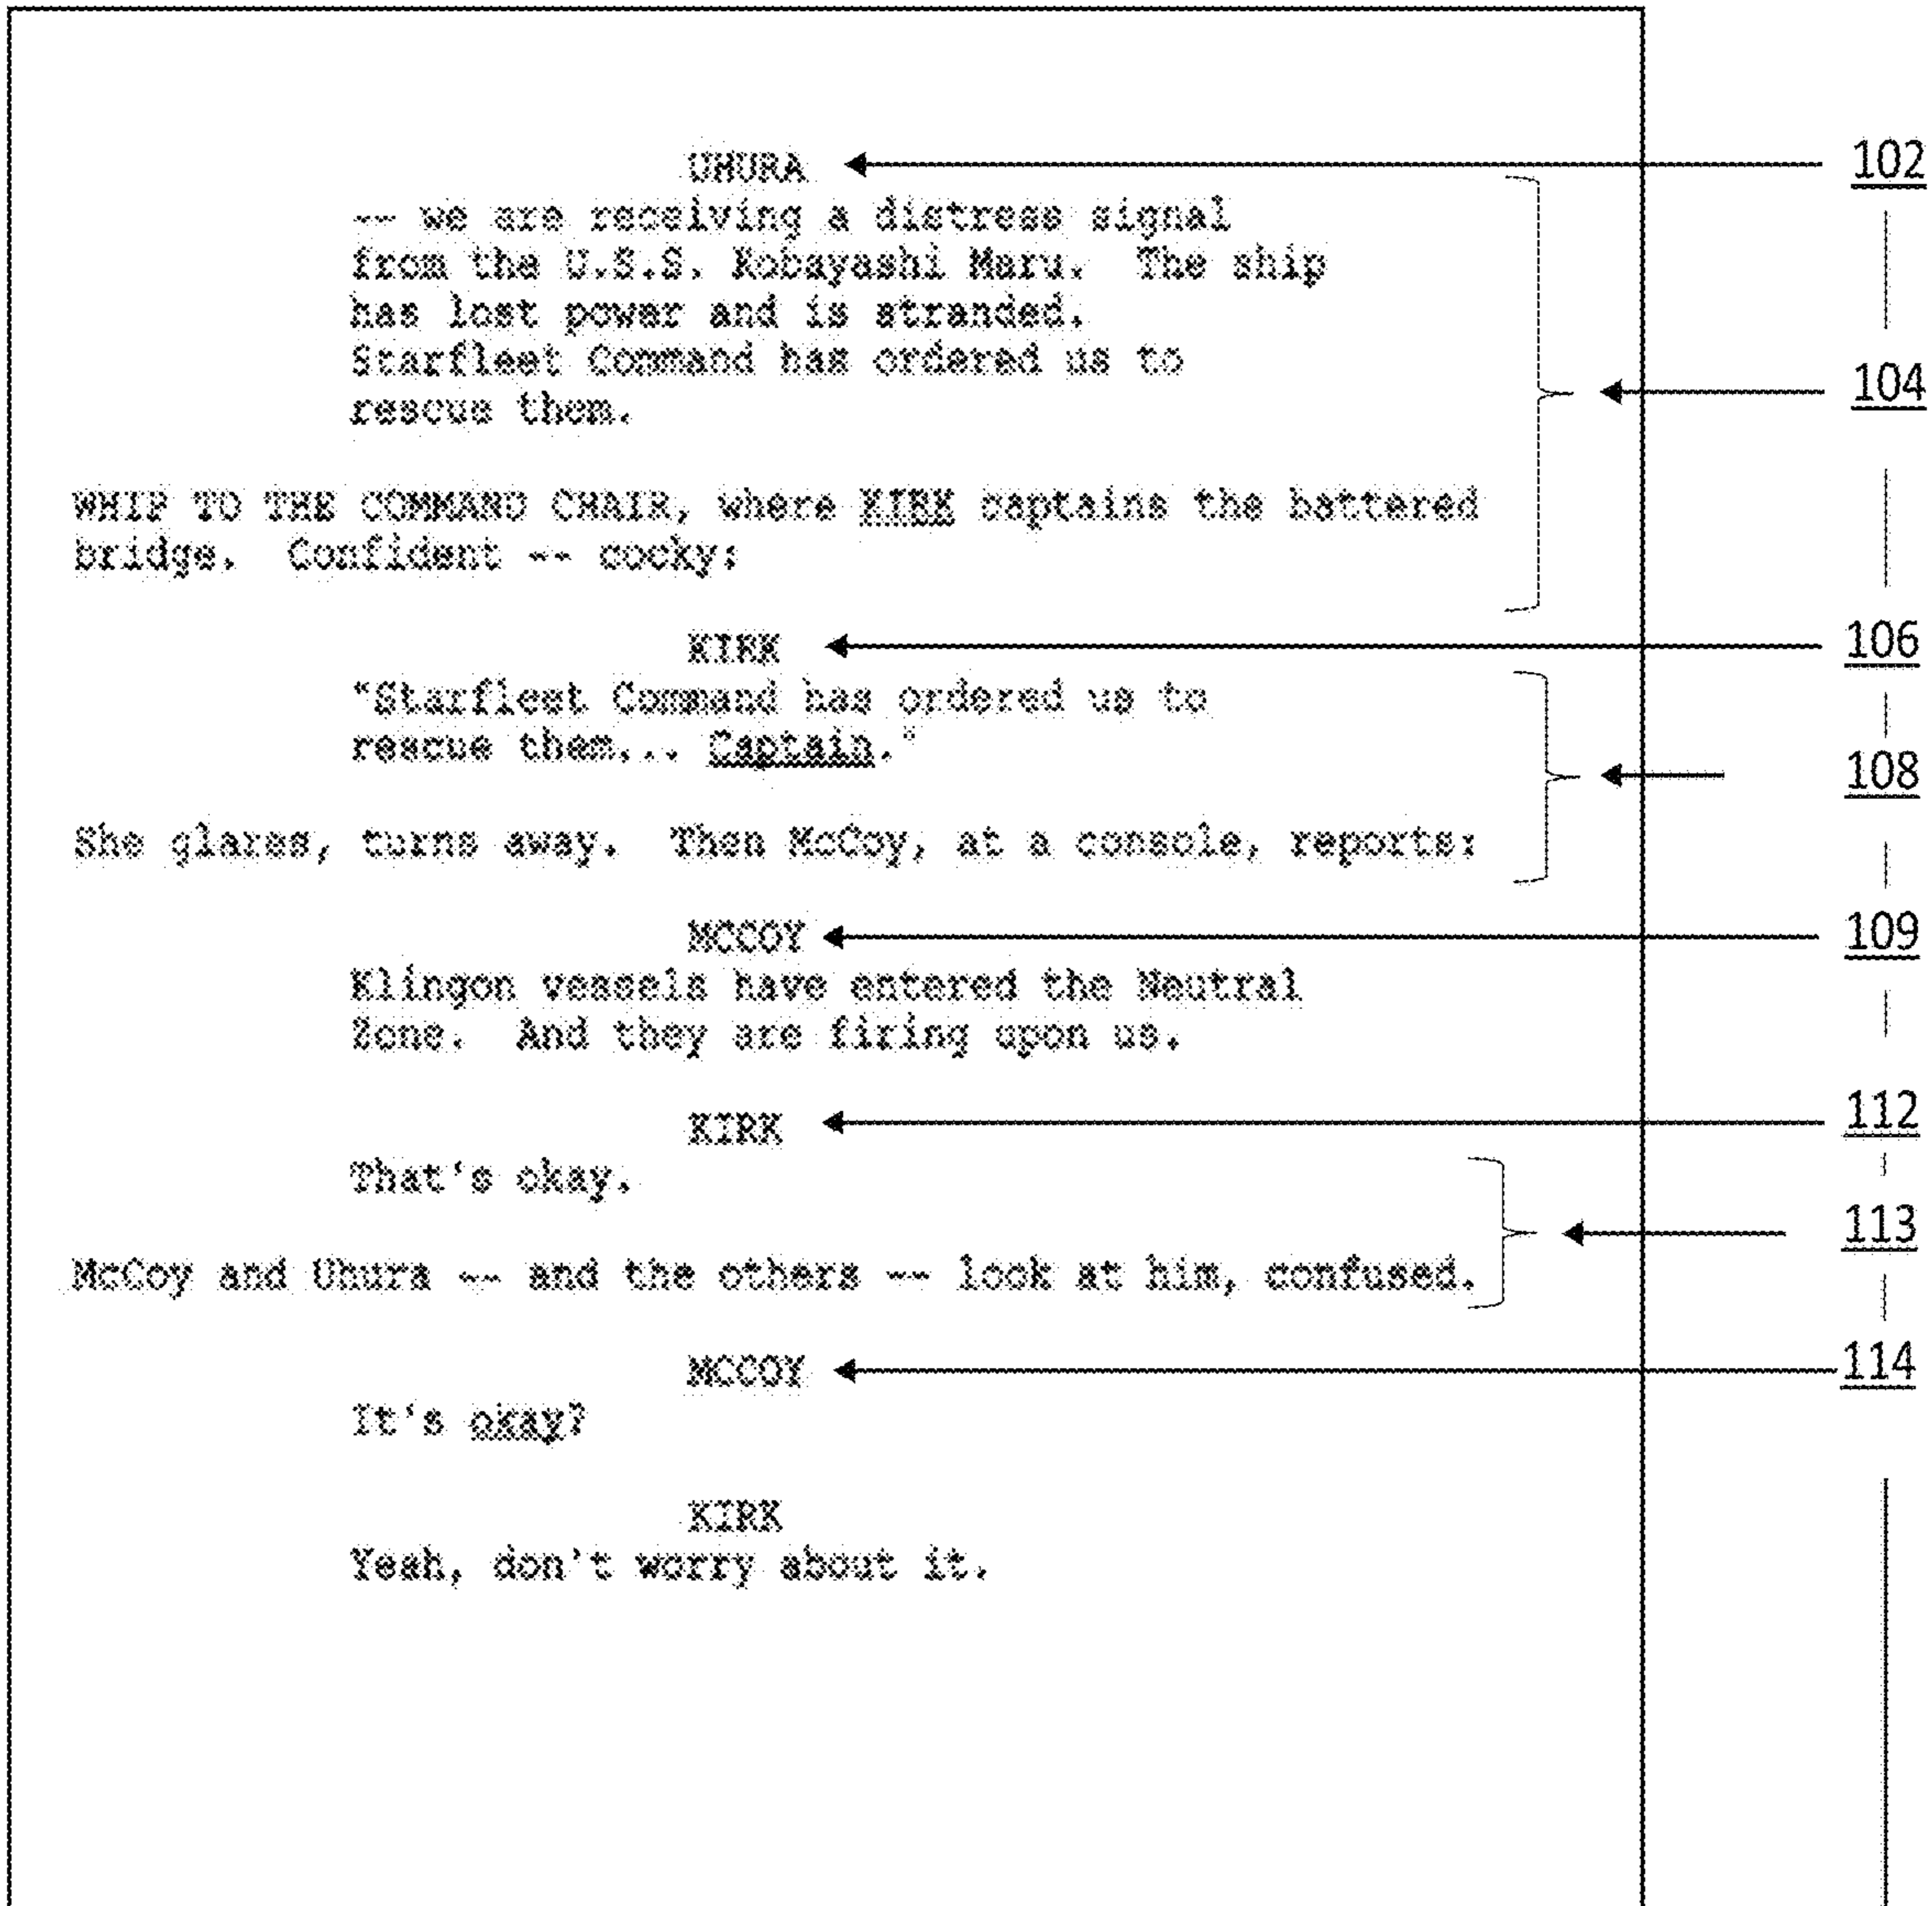 UHURA 102
-- we are receiving a distress signal
from the U.S.S. Kobayashi Maru. The ship
has lost power and is stranded.
Starfleet Command has ordered us to 104
rescue them.
WHIP TO THE COMMAND CHAIR, where KIRK captains the battered
bridge. Confident -- cocky:
KIRK 106
"Starfleet Command has ordered us to
rescue them... Captain." 108
She glares, turns away. Then McCoy, at a console, reports:
MCCOY 109
Klingon vessels have entered the Neutral
Zone. And they are firing upon us.
KIRK 112
That's okay.
113
McCoy and Uhura -- and the others -- look at him, confused.
MCCOY 114
It's okay?
KIRK
Yeah, don't worry about it.